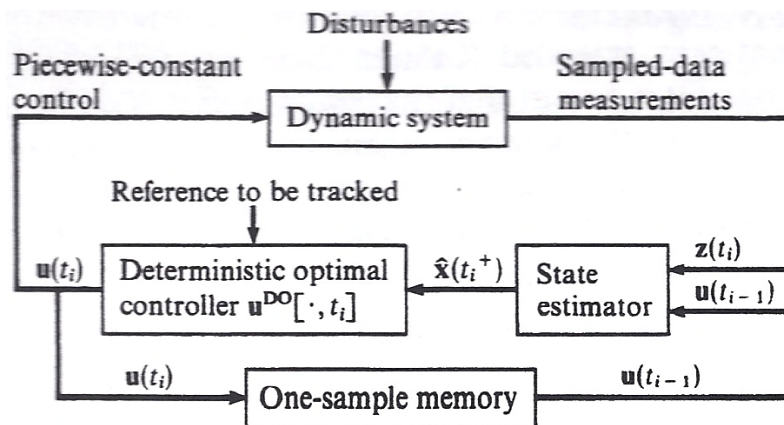 Disturbances
Piecewise-constant
control
Sampled-data
measurements
Dynamic system
Reference to be tracked
u(tᵢ)
Deterministic optimal
controller uᴰᴼ[·, tᵢ]
x̂(tᵢ⁺)
State
estimator
z(tᵢ)
u(tᵢ₋₁)
u(tᵢ)
One-sample memory
u(tᵢ₋₁)